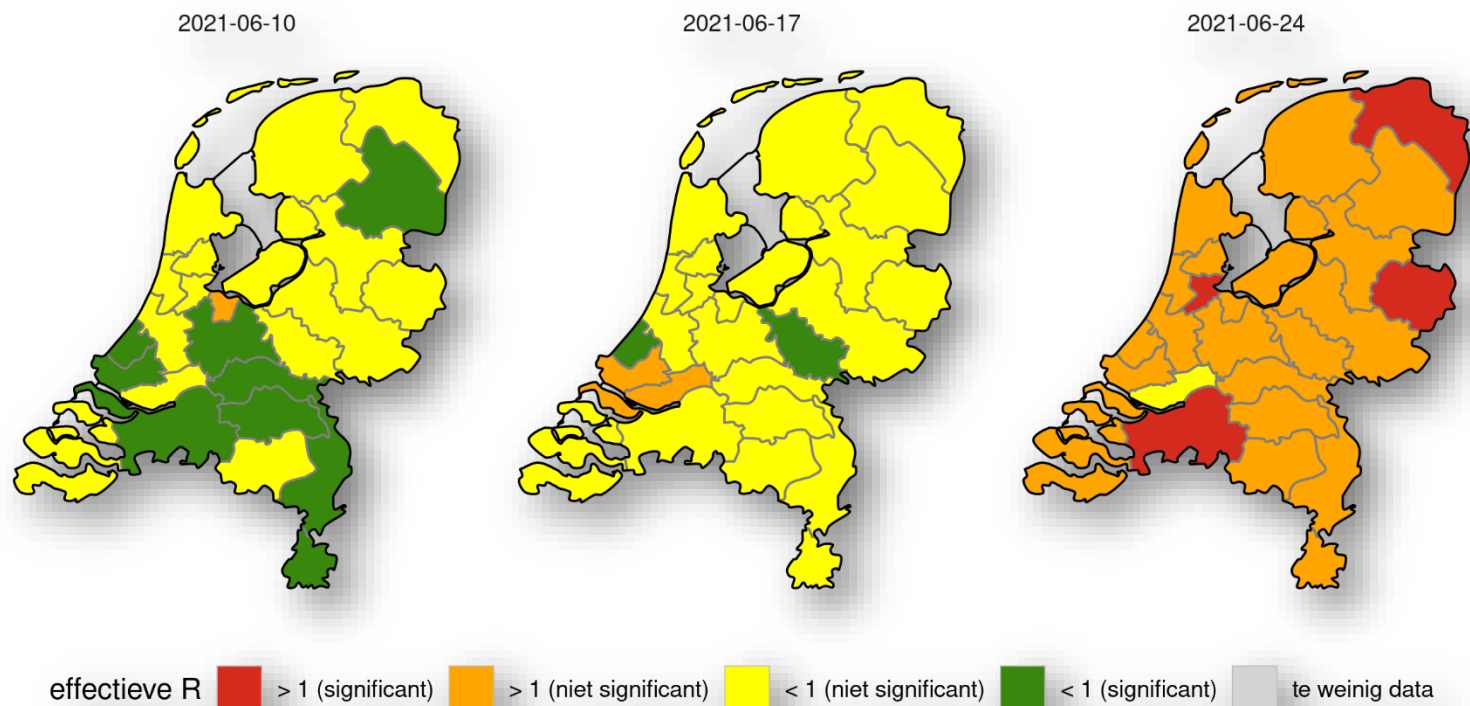 2021-06-10 2021-06-17 2021-06-24
effectieve R > 1 (significant) > 1 (niet significant) < 1 (niet significant) < 1 (significant) te weinig data